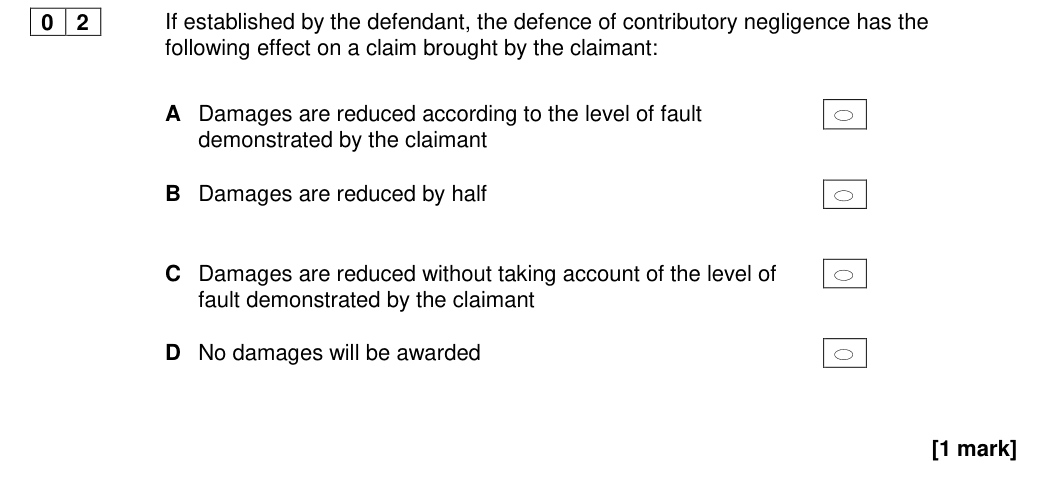 0 2 If established by the defendant, the defence of contributory negligence has the
following effect on a claim brought by the claimant:
A Damages are reduced according to the level of fault
demonstrated by the claimant
B Damages are reduced by half
C Damages are reduced without taking account of the level of
fault demonstrated by the claimant
D No damages will be awarded
[1 mark]